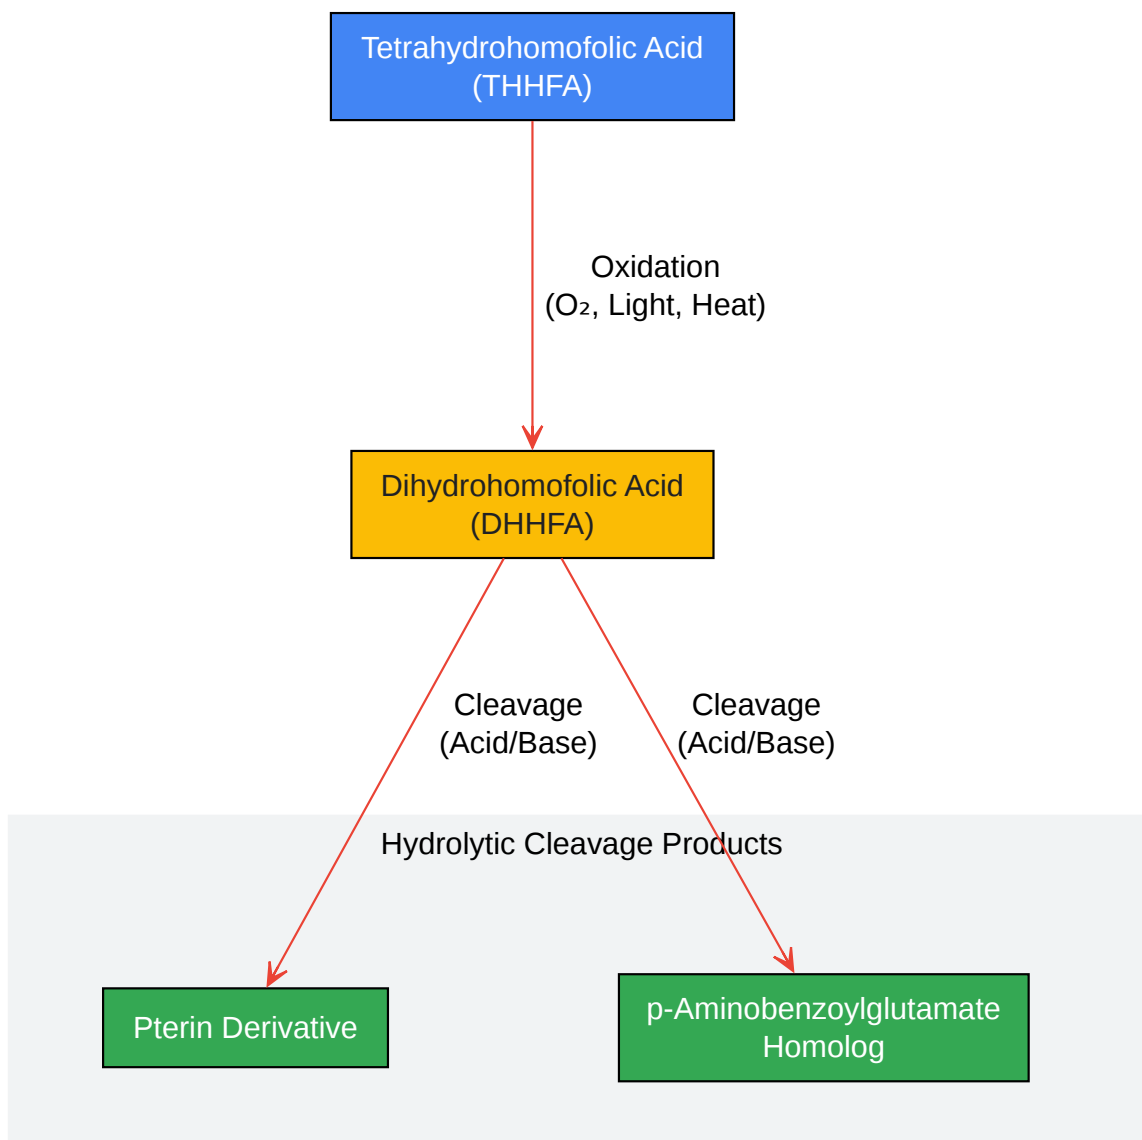 Tetrahydrohomofolic Acid
(THHFA)
Oxidation
(O₂, Light, Heat)
Dihydrohomofolic Acid
(DHHFA)
Cleavage
(Acid/Base)
Cleavage
(Acid/Base)
Hydrolytic Cleavage Products
Pterin Derivative
p-Aminobenzoylglutamate
Homolog